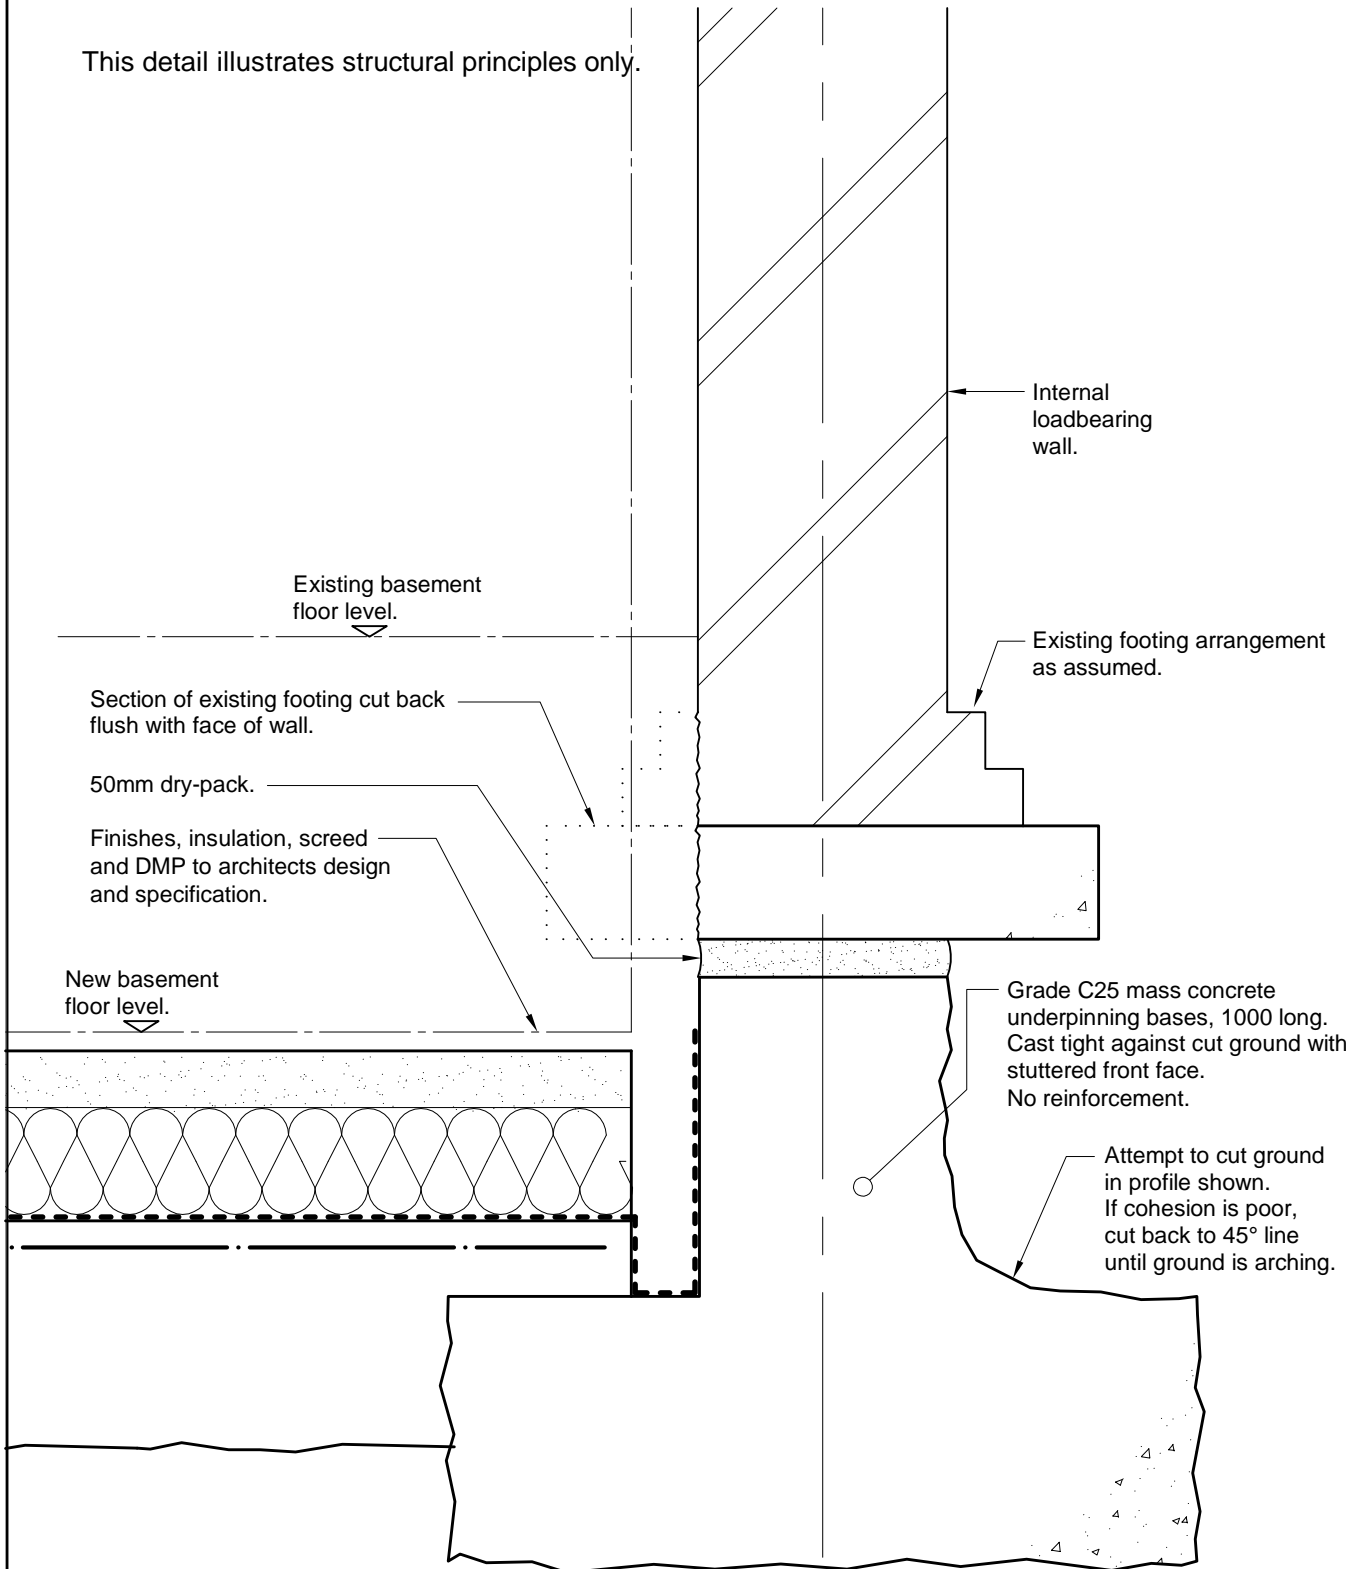 This detail illustrates structural principles only.
Internal
loadbearing
wall.
Existing basement
floor level.
Existing footing arrangement
as assumed.
Section of existing footing cut back
flush with face of wall.
50mm dry-pack.
Finishes, insulation, screed
and DMP to architects design
and specification.
New basement
floor level.
Grade C25 mass concrete
underpinning bases, 1000 long.
Cast tight against cut ground with
stuttered front face.
No reinforcement.
Attempt to cut ground
in profile shown.
If cohesion is poor,
cut back to 45° line
until ground is arching.